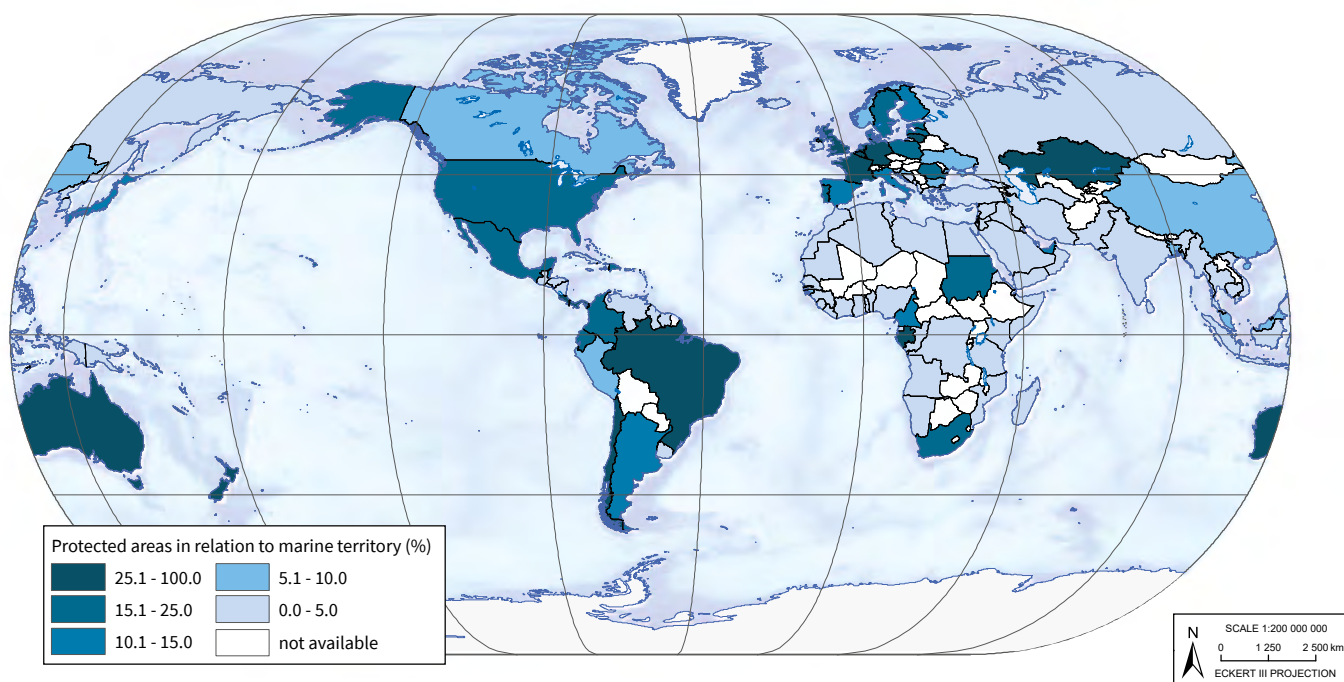 Protected areas in relation to marine territory (%)
25.1 - 100.0
5.1 - 10.0
15.1 - 25.0
0.0 - 5.0
10.1 - 15.0
not available
N
SCALE 1:200 000 000
0 1 250 2 500 km
ECKERT III PROJECTION